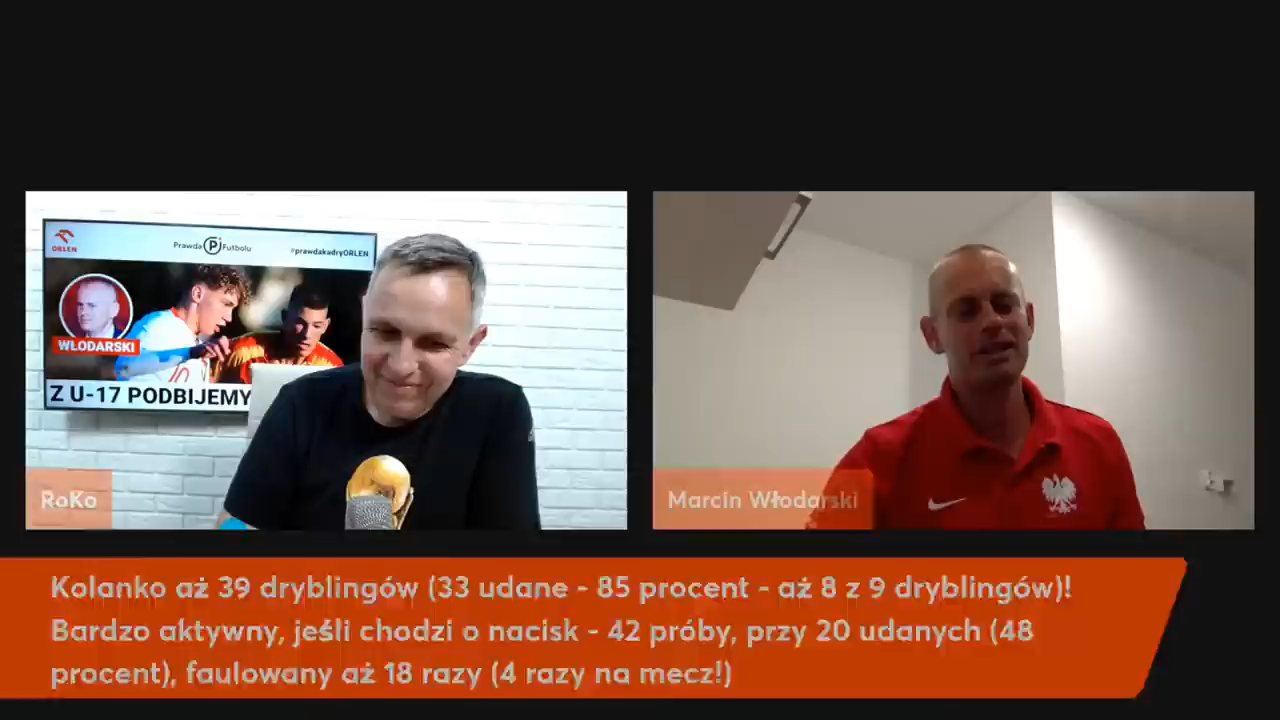 ORLEN
Prawda P Futbolu
#prawdakadryORLEN
WŁODARSKI
10
Z U-17 PODBIJEMY
RoKo
Marcin Włodarski
Kolanko aż 39 dryblingów (33 udane - 85 procent - aż 8 z 9 dryblingów)!
Bardzo aktywny, jeśli chodzi o nacisk - 42 próby, przy 20 udanych (48
procent), faulowany aż 18 razy (4 razy na mecz!)